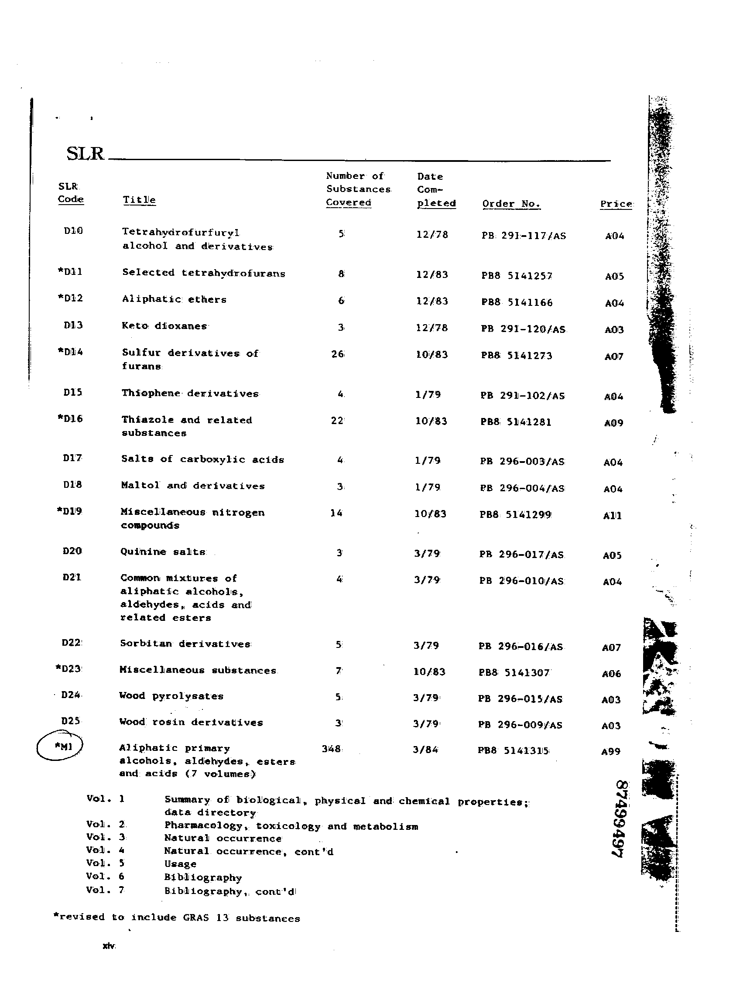 SLR
Number of Date
SLR Substances Com-
Code Title Covered pleted Order No. Price
D10 Tetrahydrofurfuryl 5 12/78 PB 291-117/AS A04
alcohol and derivatives
*D11 Selected tetrahydrofurans 8 12/83 PB8 5141257 A05
*D12 Aliphatic ethers 6 12/83 PB8 5141166 A04
D13 Keto dioxanes 3 12/78 PB 291-120/AS A03
*D14 Sulfur derivatives of 26 10/83 PB8 5141273 A07
furans
D15 Thiophene derivatives 4 1/79 PB 291-102/AS A04
*D16 Thiazole and related 22 10/83 PB8 5141281 A09
substances
D17 Salts of carboxylic acids 4 1/79 PB 296-003/AS A04
D18 Maltol and derivatives 3 1/79 PB 296-004/AS A04
*D19 Miscellaneous nitrogen 14 10/83 PB8 5141299 A11
compounds
D20 Quinine salts 3 3/79 PB 296-017/AS A05
D21 Common mixtures of 4 3/79 PB 296-010/AS A04
aliphatic alcohols,
aldehydes, acids and
related esters
D22 Sorbitan derivatives 5 3/79 PB 296-016/AS A07
*D23 Miscellaneous substances 7 10/83 PB8 5141307 A06
D24 Wood pyrolysates 5 3/79 PB 296-015/AS A03
D25 Wood rosin derivatives 3 3/79 PB 296-009/AS A03
*M1 Aliphatic primary 348 3/84 PB8 5141315 A99
alcohols, aldehydes, esters
and acids (7 volumes)
Vol. 1 Summary of biological, physical and chemical properties;
data directory
Vol. 2 Pharmacology, toxicology and metabolism
Vol. 3 Natural occurrence
Vol. 4 Natural occurrence, cont'd
Vol. 5 Usage
Vol. 6 Bibliography
Vol. 7 Bibliography, cont'd
*revised to include GRAS 13 substances
xiv
87499497